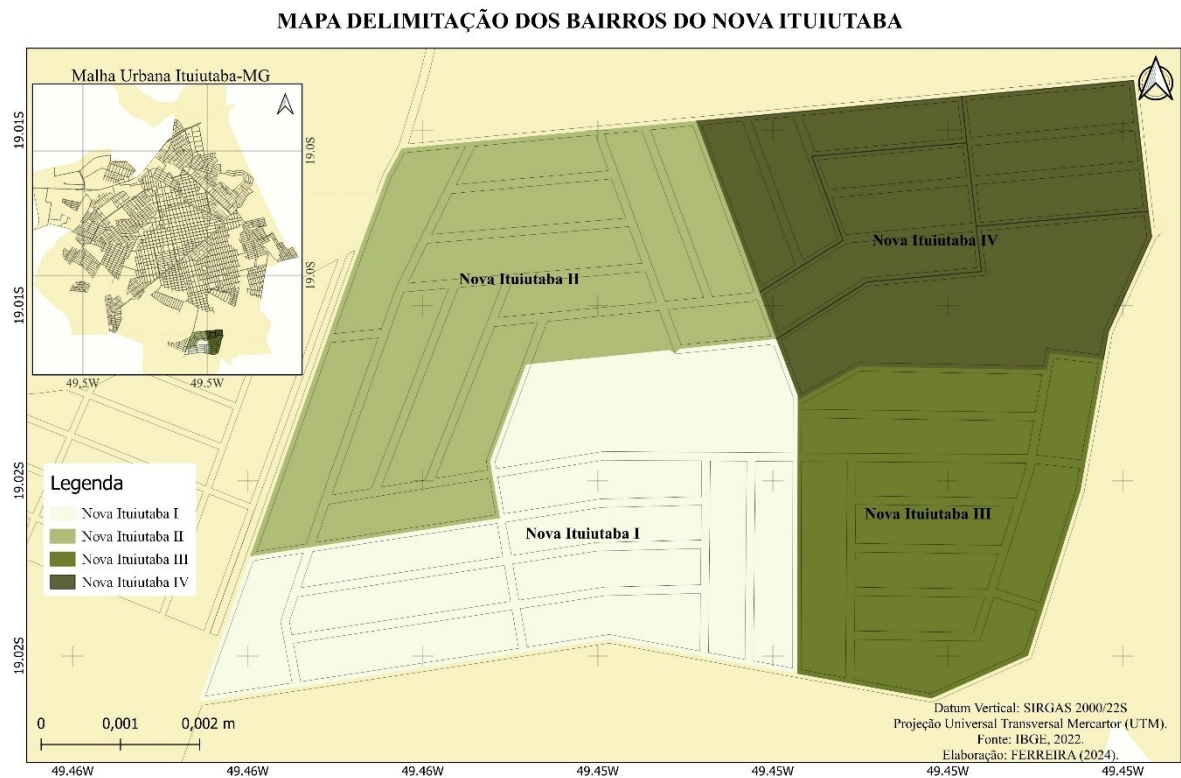 MAPA DELIMITAÇÃO DOS BAIRROS DO NOVA ITUIUTABA
Malha Urbana Ituiutaba-MG
19.01S
19.0S
19.0S
49.5W
49.5W
19.01S
19.02S
19.02S
Nova Ituiutaba II
Nova Ituiutaba IV
Nova Ituiutaba I
Nova Ituiutaba III
Legenda
Nova Ituiutaba I
Nova Ituiutaba II
Nova Ituiutaba III
Nova Ituiutaba IV
0 0,001 0,002 m
Datum Vertical: SIRGAS 2000/22S
Projeção Universal Transversal Mercartor (UTM).
Fonte: IBGE, 2022.
Elaboração: FERREIRA (2024).
49.46W 49.46W 49.46W 49.45W 49.45W 49.45W 49.45W